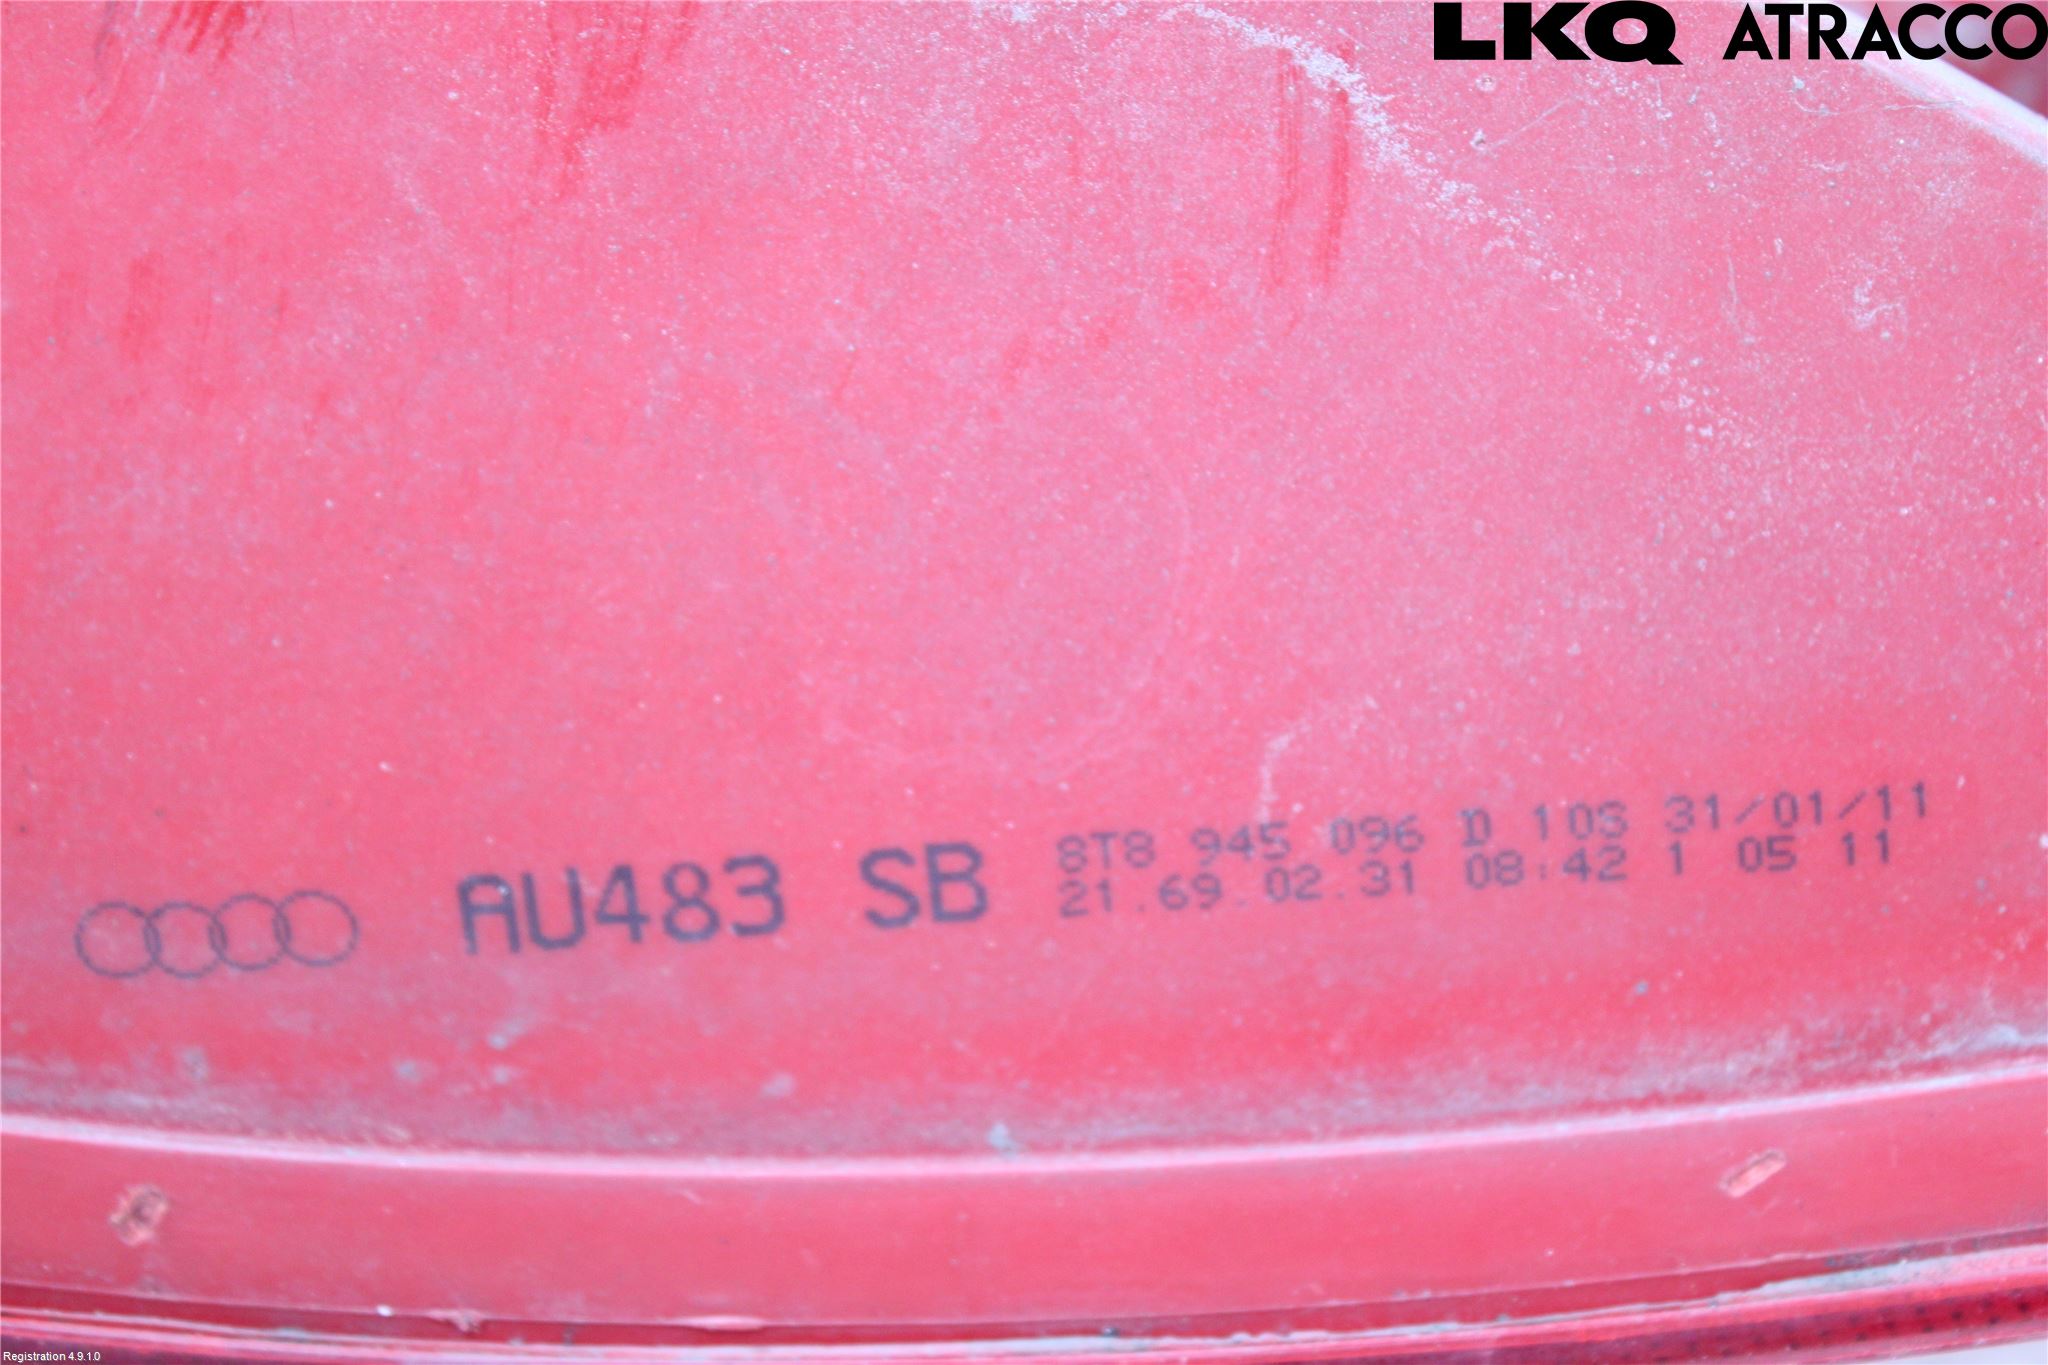 LKQ ATRACCO
AU483 SB
8T8 945 096 D 10S 31/01/11
21.69.02.31 08:42 1 05 11
Registration 4.9.1.0